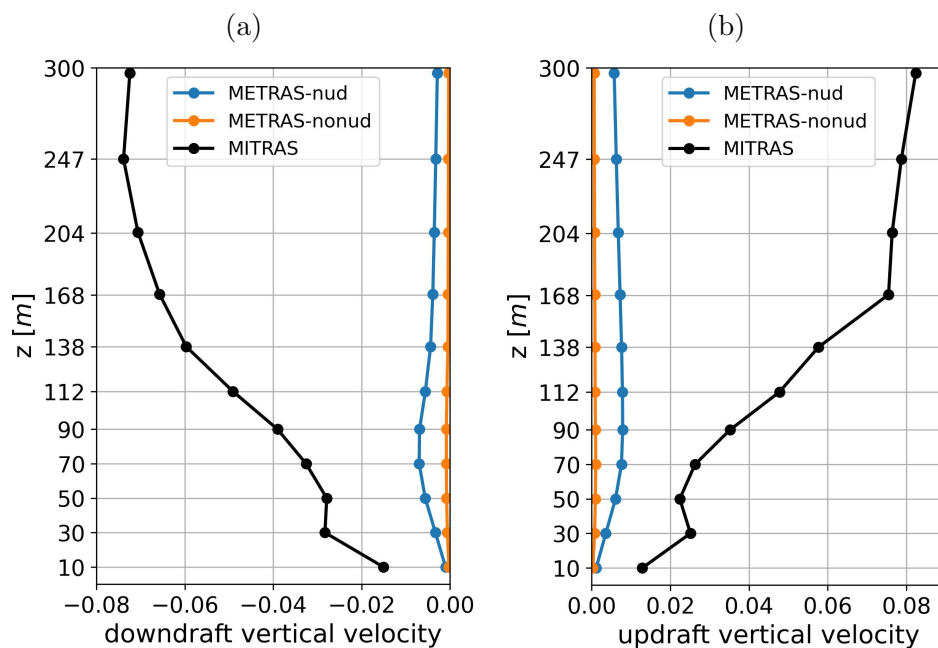 (a)
(b)
300
247
204
168
138
112
90
70
50
30
10
z [m]
METRAS-nud
METRAS-nonud
MITRAS
−0.08 −0.06 −0.04 −0.02 0.00
downdraft vertical velocity
300
247
204
168
138
112
90
70
50
30
10
z [m]
METRAS-nud
METRAS-nonud
MITRAS
0.00 0.02 0.04 0.06 0.08
updraft vertical velocity